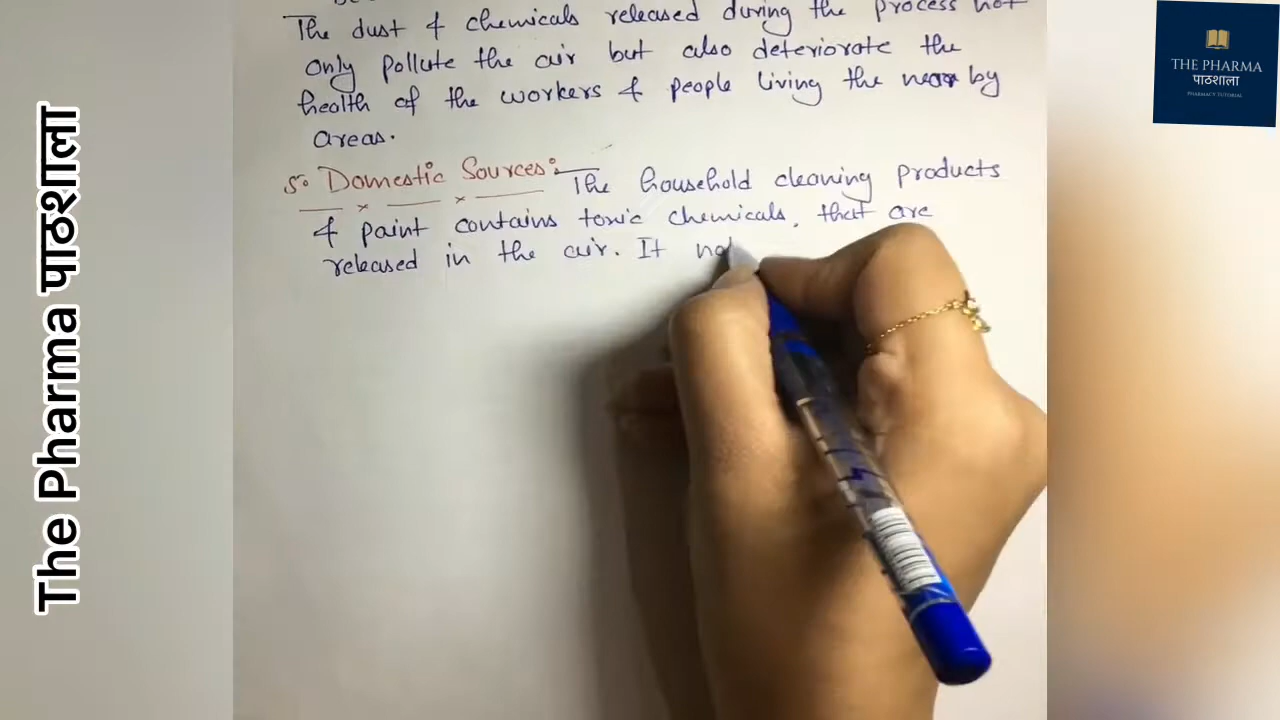 The dust & chemicals released during the process not
only pollute the air but also deteriorate the
health of the workers & people living the near by
areas.
5. Domestic Sources:- The household cleaning products
& paint contains toxic chemicals, that are
released in the air. It
The Pharma पाठशाला
THE PHARMA
पाठशाला
PHARMA'S TUTORIAL